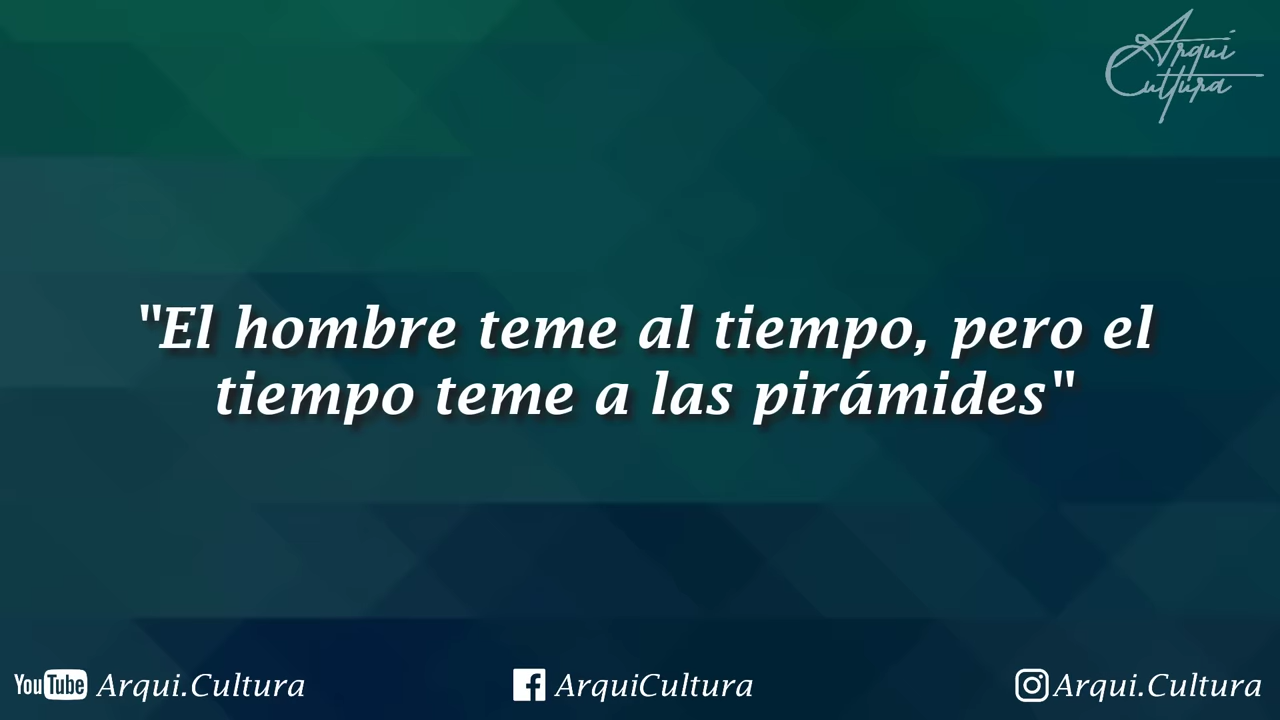 Arqui
Cultura
"El hombre teme al tiempo, pero el
tiempo teme a las pirámides"
YouTube Arqui.Cultura
ArquiCultura
Arqui.Cultura